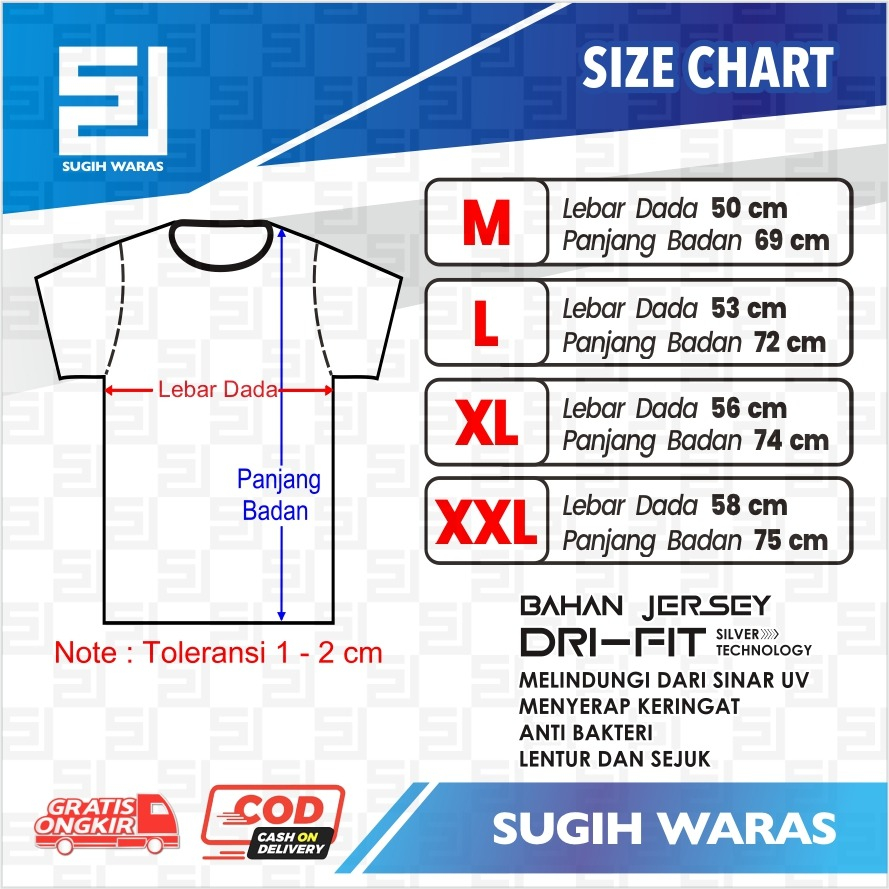 SUGIH WARAS
SIZE CHART
M
Lebar Dada 50 cm
Panjang Badan 69 cm
L
Lebar Dada 53 cm
Panjang Badan 72 cm
XL
Lebar Dada 56 cm
Panjang Badan 74 cm
XXL
Lebar Dada 58 cm
Panjang Badan 75 cm
Lebar Dada
Panjang
Badan
Note : Toleransi 1 - 2 cm
BAHAN JERSEY
DRI-FIT SILVER
TECHNOLOGY
MELINDUNGI DARI SINAR UV
MENYERAP KERINGAT
ANTI BAKTERI
LENTUR DAN SEJUK
GRATIS
ONGKIR
COD
CASH ON
DELIVERY
SUGIH WARAS